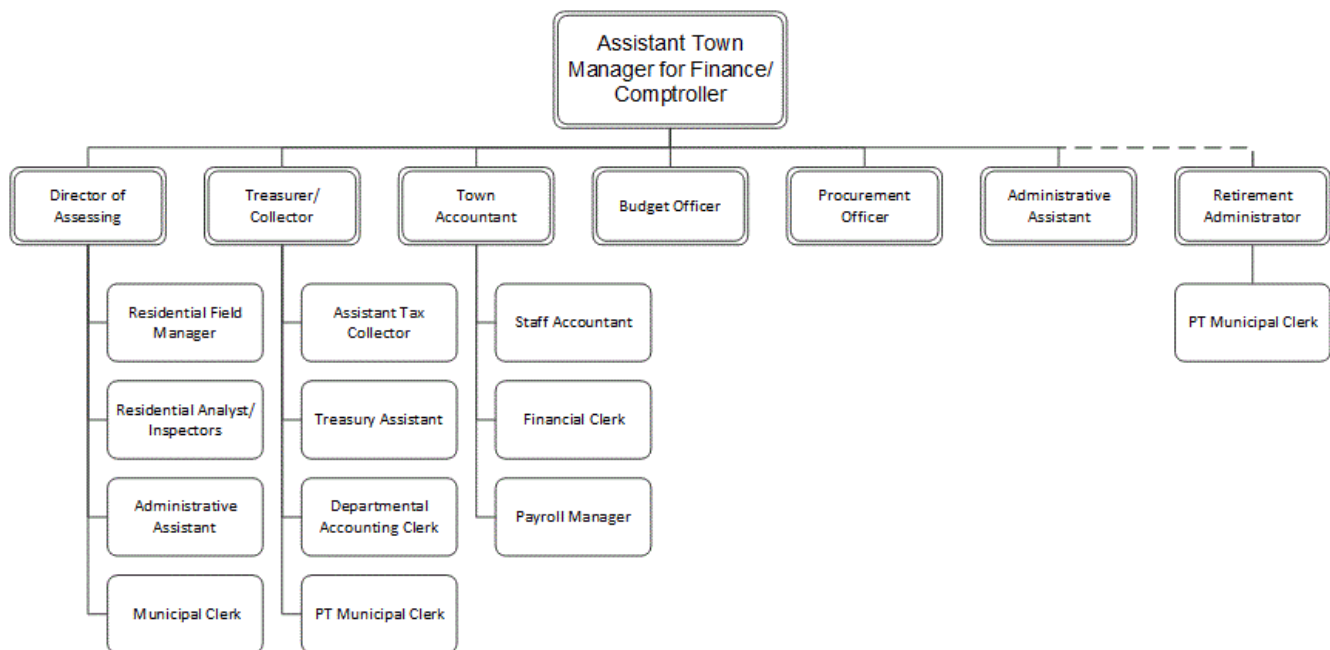 Assistant Town
Manager for Finance/
Comptroller
Director of
Assessing
Treasurer/
Collector
Town
Accountant
Budget Officer
Procurement
Officer
Administrative
Assistant
Retirement
Administrator
Residential Field
Manager
Assistant Tax
Collector
Staff Accountant
PT Municipal Clerk
Residential Analyst/
Inspectors
Treasury Assistant
Financial Clerk
Administrative
Assistant
Departmental
Accounting Clerk
Payroll Manager
Municipal Clerk
PT Municipal Clerk